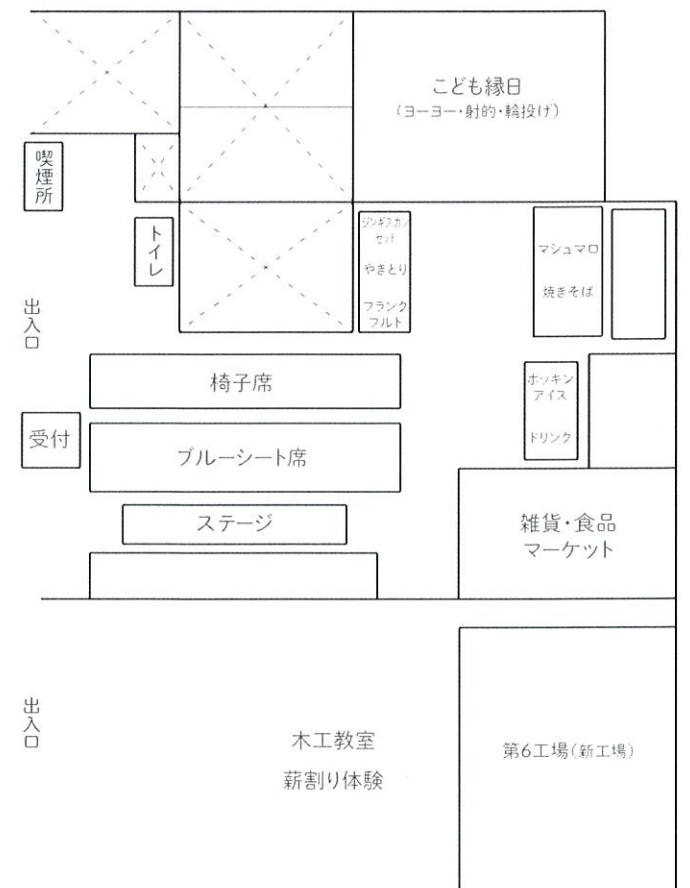 こども縁日
(ヨーヨー・射的・輪投げ)
喫煙所
トイレ
ジンギスカン
セット
やきとり
フランク
フルト
マシュマロ
焼きそば
出入口
椅子席
ホッキン
アイス
ドリンク
受付
ブルーシート席
ステージ
雑貨・食品
マーケット
出入口
木工教室
薪割り体験
第6工場(新工場)